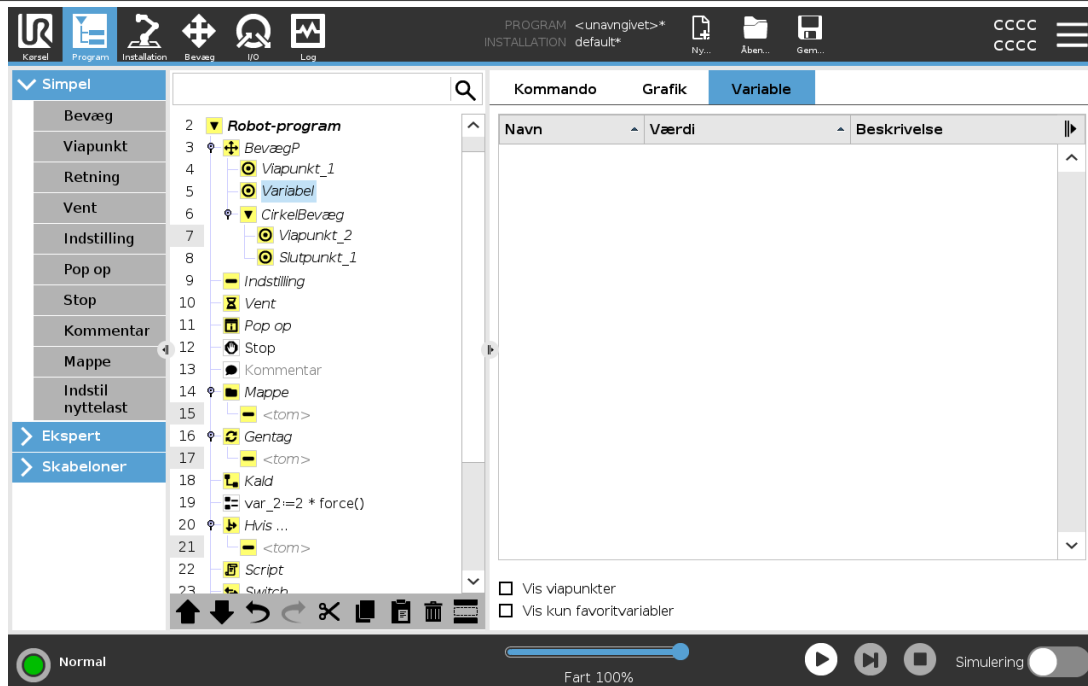 UR
Kørsel
Program
Installation
Bevæg
I/O
Log
PROGRAM <unavngivet>*
INSTALLATION default*
Ny...
Åben...
Gem...
CCCC
CCCC
Simpel
Bevæg
Viapunkt
Retning
Vent
Indstilling
Pop op
Stop
Kommentar
Mappe
Indstil
nyttelast
Ekspert
Skabeloner
2 Robot-program
3 BevægP
4 Viapunkt_1
5 Variabel
6 CirkelBevæg
7 Viapunkt_2
8 Slutpunkt_1
9 Indstilling
10 Vent
11 Pop op
12 Stop
13 Kommentar
14 Mappe
15 <tom>
16 Gentag
17 <tom>
18 Kald
19 var_2:=2 * force()
20 Hvis ...
21 <tom>
22 Script
23 Switch
Kommando Grafik Variable
Navn Værdi Beskrivelse
Vis viapunkter
Vis kun favoritvariabler
Normal
Fart 100%
Simulering